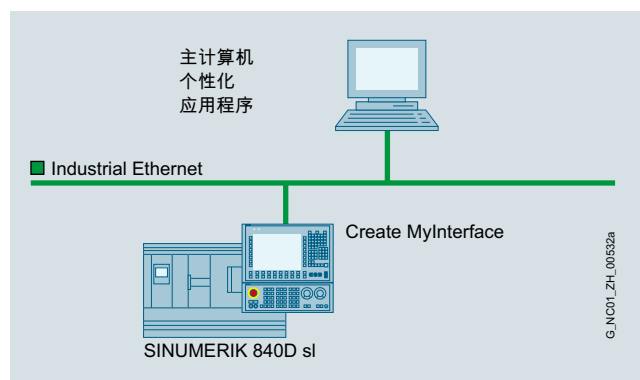 主计算机
个性化
应用程序
Industrial Ethernet
Create MyInterface
SINUMERIK 840D sl
G_NC01_ZH_00532a